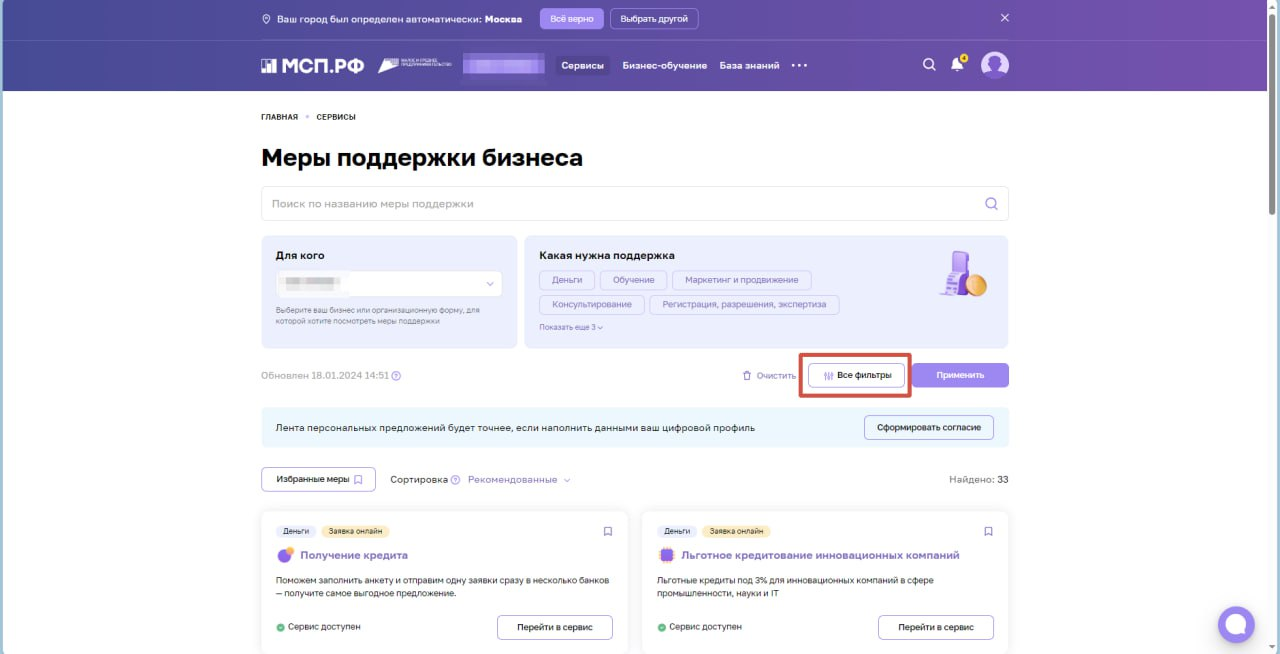 Ваш город был определен автоматически: Москва
Всё верно
Выбрать другой
МСП.РФ
Сервисы
Бизнес-обучение
База знаний
4
ГЛАВНАЯ • СЕРВИСЫ
Меры поддержки бизнеса
Поиск по названию меры поддержки
Для кого
Выберите ваш бизнес или организационную форму, для
которой хотите посмотреть меры поддержки
Какая нужна поддержка
Деньги
Обучение
Маркетинг и продвижение
Консультирование
Регистрация, разрешения, экспертиза
Показать еще 3
Обновлен 18.01.2024 14:51
Очистить
Все фильтры
Применить
Лента персональных предложений будет точнее, если наполнить данными ваш цифровой профиль
Сформировать согласие
Избранные меры
Сортировка
Рекомендованные
Найдено: 33
Деньги
Заявка онлайн
Получение кредита
Поможем заполнить анкету и отправим одну заявки сразу в несколько банков
— получите самое выгодное предложение.
Сервис доступен
Перейти в сервис
Деньги
Заявка онлайн
Льготное кредитование инновационных компаний
Льготные кредиты под 3% для инновационных компаний в сфере
промышленности, науки и IT
Сервис доступен
Перейти в сервис